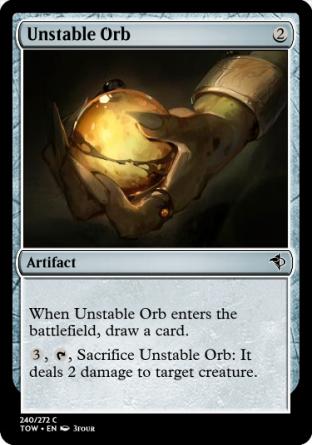 Unstable Orb 2
Artifact
When Unstable Orb enters the
battlefield, draw a card.
3, , Sacrifice Unstable Orb: It
deals 2 damage to target creature.
240/272 C
TOW • EN 3FOUR